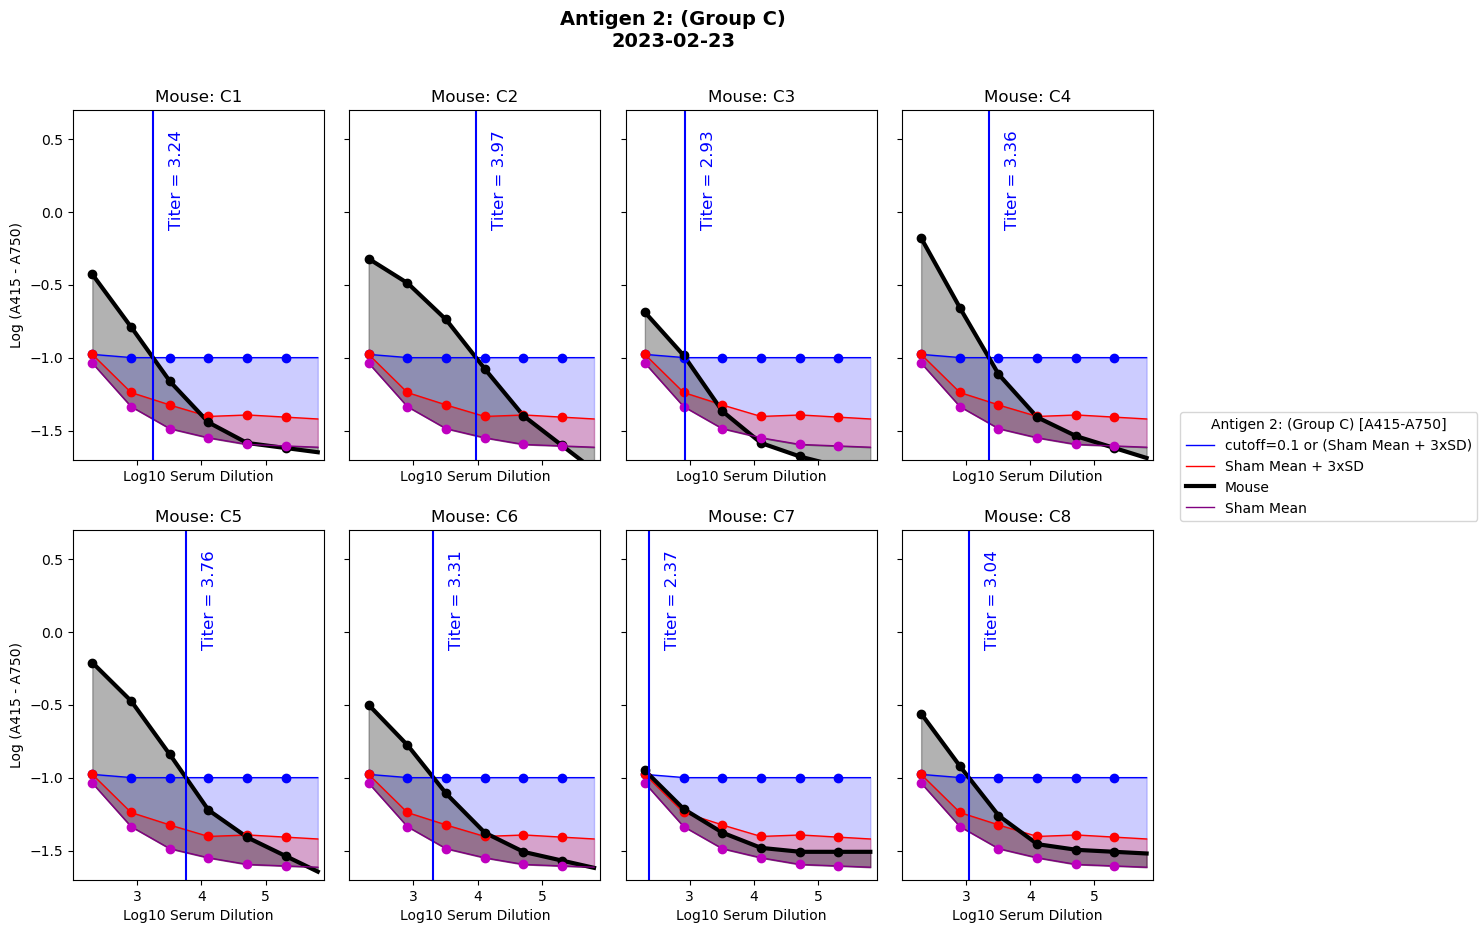 Antigen 2: (Group C)
2023-02-23
Mouse: C1
Mouse: C2
Mouse: C3
Mouse: C4
Titer = 3.24
Titer = 3.97
Titer = 2.93
Titer = 3.36
Log (A415 - A750)
0.5
0.0
−0.5
−1.0
−1.5
Log10 Serum Dilution
Log10 Serum Dilution
Log10 Serum Dilution
Log10 Serum Dilution
Antigen 2: (Group C) [A415-A750]
cutoff=0.1 or (Sham Mean + 3xSD)
Sham Mean + 3xSD
Mouse
Sham Mean
Mouse: C5
Mouse: C6
Mouse: C7
Mouse: C8
Titer = 3.76
Titer = 3.31
Titer = 2.37
Titer = 3.04
Log (A415 - A750)
0.5
0.0
−0.5
−1.0
−1.5
3 4 5
3 4 5
3 4 5
3 4 5
Log10 Serum Dilution
Log10 Serum Dilution
Log10 Serum Dilution
Log10 Serum Dilution